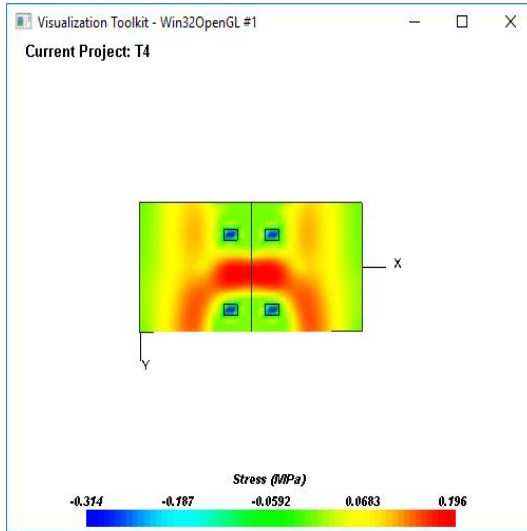 Visualization Toolkit - Win32OpenGL #1
Current Project: T4
X
Y
Stress (MPa)
-0.314 -0.187 -0.0592 0.0683 0.196